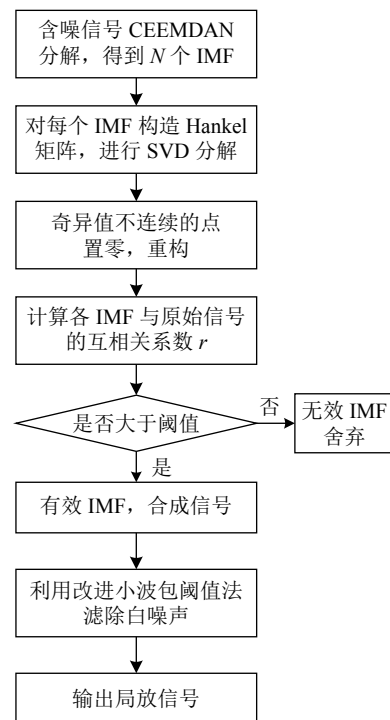 含噪信号 CEEMDAN
分解，得到 N 个 IMF
对每个 IMF 构造 Hankel
矩阵，进行 SVD 分解
奇异值不连续的点
置零，重构
计算各 IMF 与原始信号
的互相关系数 r
是否大于阈值
否
无效 IMF
舍弃
是
有效 IMF，合成信号
利用改进小波包阈值法
滤除白噪声
输出局放信号